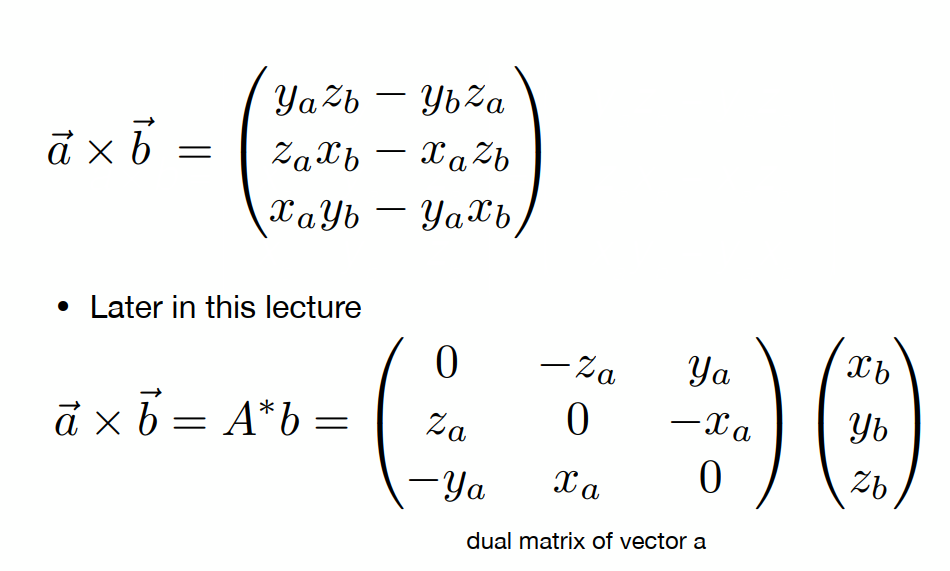 $\vec{a} \times \vec{b} = \begin{pmatrix} y_a z_b - y_b z_a \\ z_a x_b - x_a z_b \\ x_a y_b - y_a x_b \end{pmatrix}$
• Later in this lecture
$\vec{a} \times \vec{b} = A^* b = \begin{pmatrix} 0 & -z_a & y_a \\ z_a & 0 & -x_a \\ -y_a & x_a & 0 \end{pmatrix} \begin{pmatrix} x_b \\ y_b \\ z_b \end{pmatrix}$
dual matrix of vector a